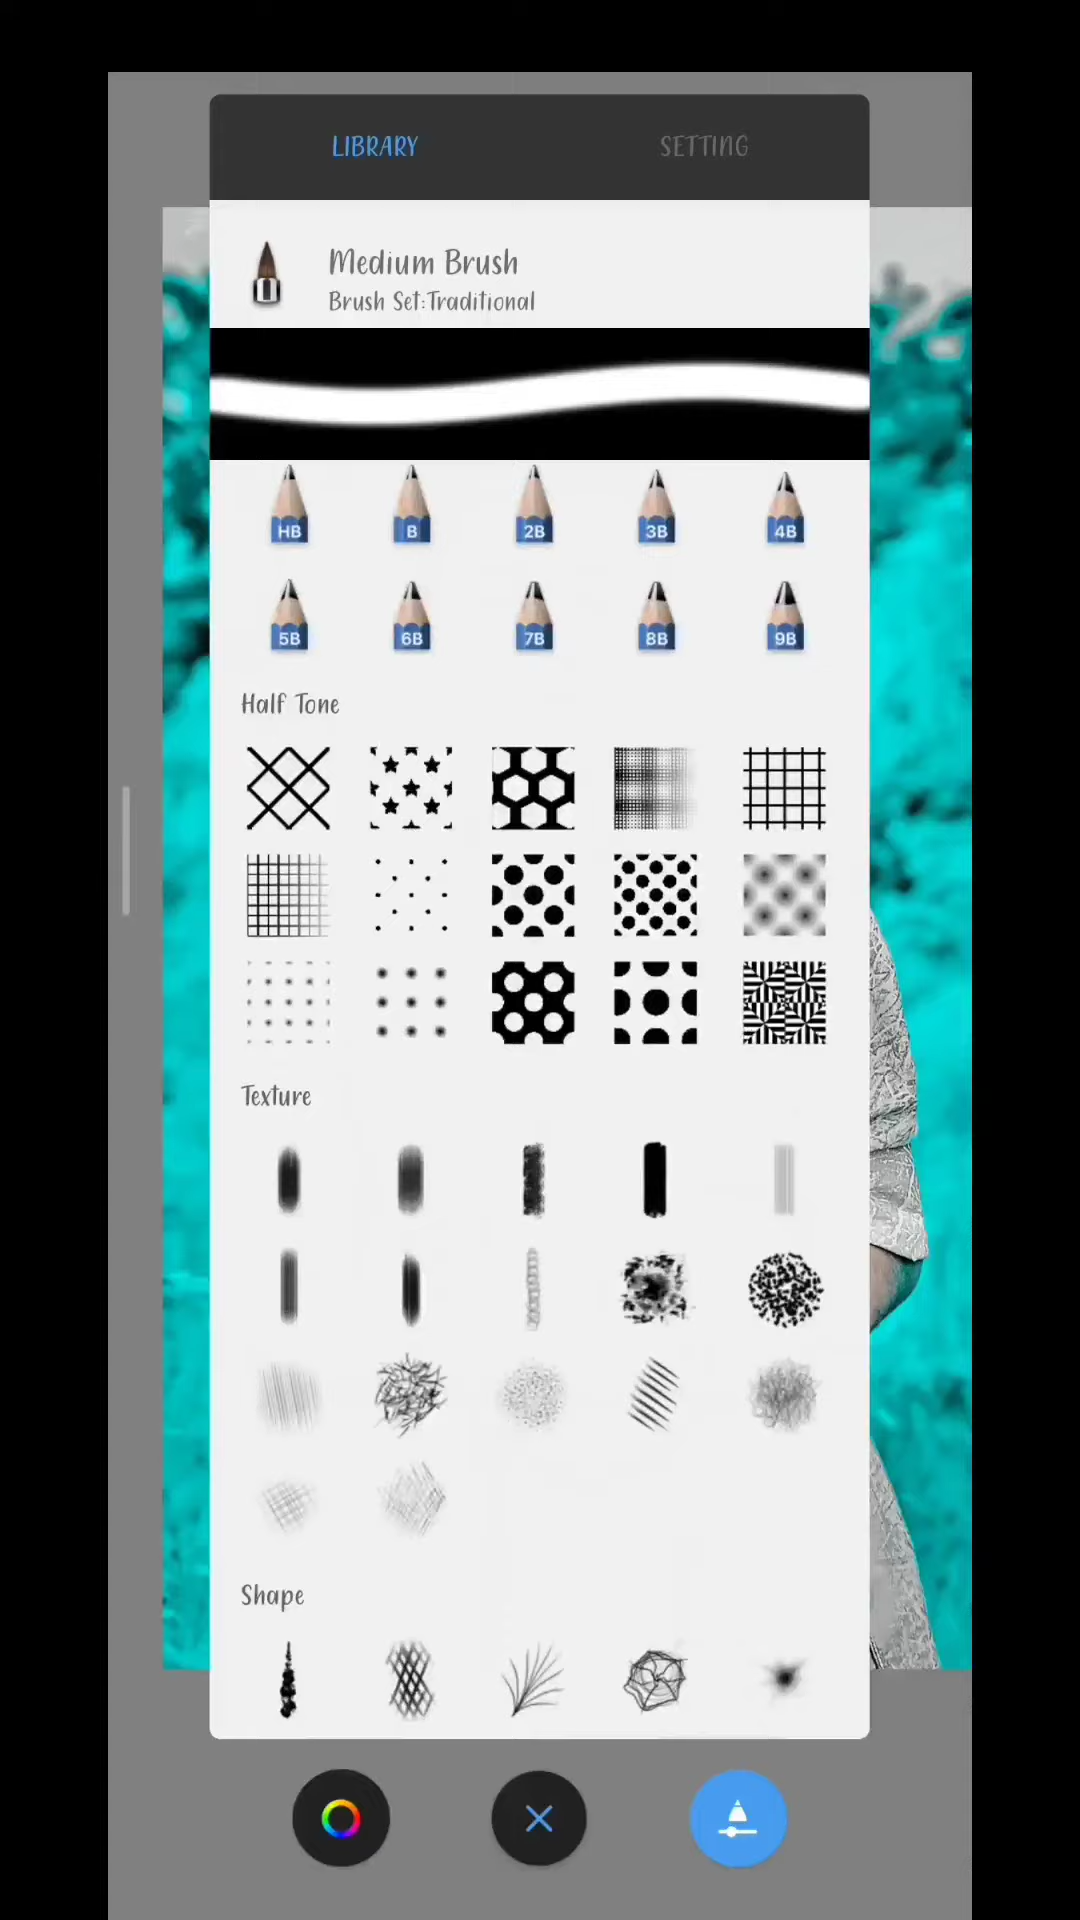 LIBRARY SETTING
Medium Brush
Brush Set:Traditional
HB B 2B 3B 4B
5B 6B 7B 8B 9B
Half Tone
Texture
Shape